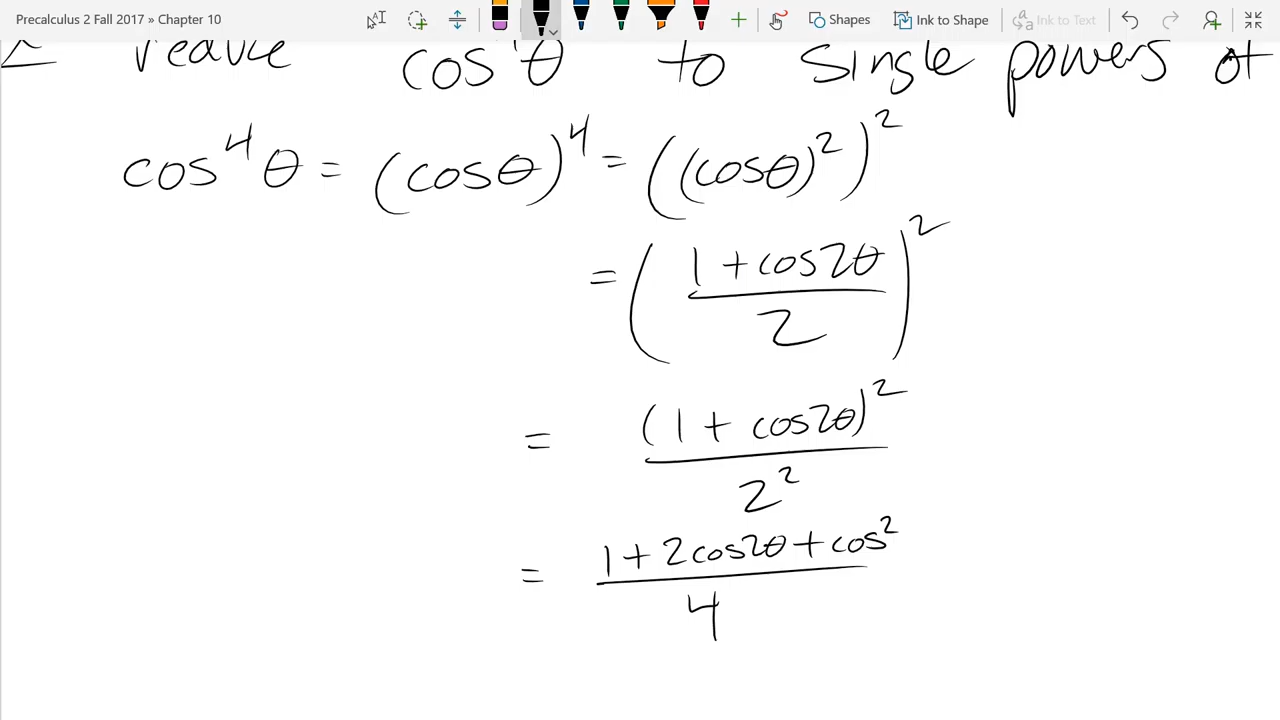 Precalculus 2 Fall 2017 » Chapter 10 Shapes Ink to Shape Ink to Text
reduce cos⁴θ to single powers of
cos⁴θ = (cosθ)⁴ = ((cosθ)²)²
= ((1+cos2θ)/2)²
= (1+cos2θ)²/2²
= (1+2cos2θ+cos²)/4